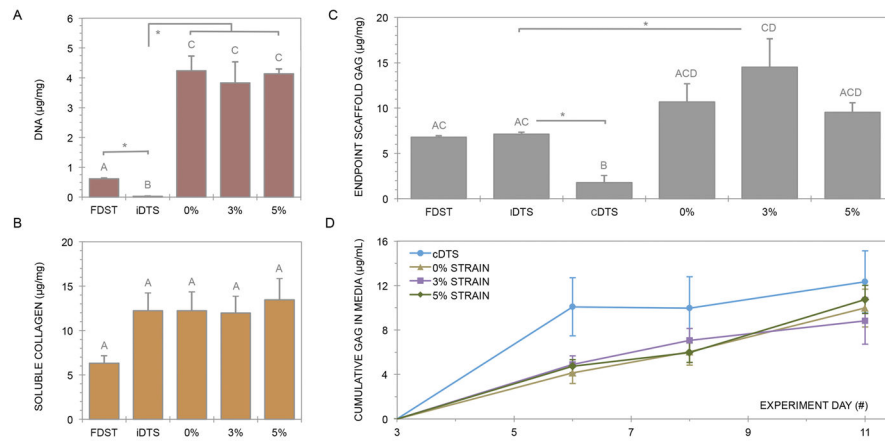 A
DNA (µg/mg)
6
5
4
3
2
1
0
A
*
B
*
C
C
C
FDST
iDTS
0%
3%
5%
B
SOLUBLE COLLAGEN (µg/mg)
20
15
10
5
0
A
A
A
A
A
FDST
iDTS
0%
3%
5%
C
ENDPOINT SCAFFOLD GAG (µg/mg)
20
15
10
5
0
AC
AC
*
B
*
ACD
CD
ACD
FDST
iDTS
cDTS
0%
3%
5%
D
CUMULATIVE GAG IN MEDIA (µg/mL)
16
12
8
4
0
cDTS
0% STRAIN
3% STRAIN
5% STRAIN
EXPERIMENT DAY (#)
3
5
7
9
11